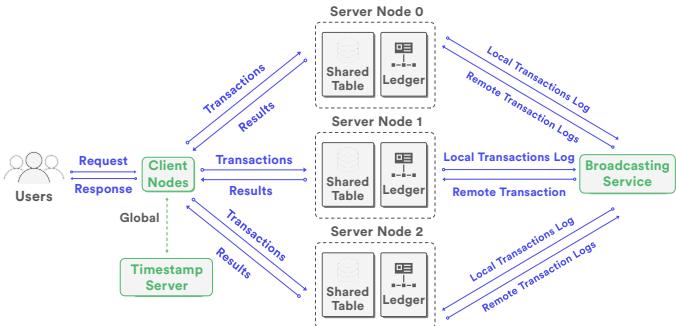 Server Node 0
Shared
Table
Ledger
Transactions
Results
Local Transactions Log
Remote Transaction Logs
Server Node 1
Shared
Table
Ledger
Users
Request
Response
Client
Nodes
Transactions
Results
Local Transactions Log
Remote Transaction
Broadcasting
Service
Global
Timestamp
Server
Transactions
Results
Server Node 2
Shared
Table
Ledger
Local Transactions Log
Remote Transaction Logs